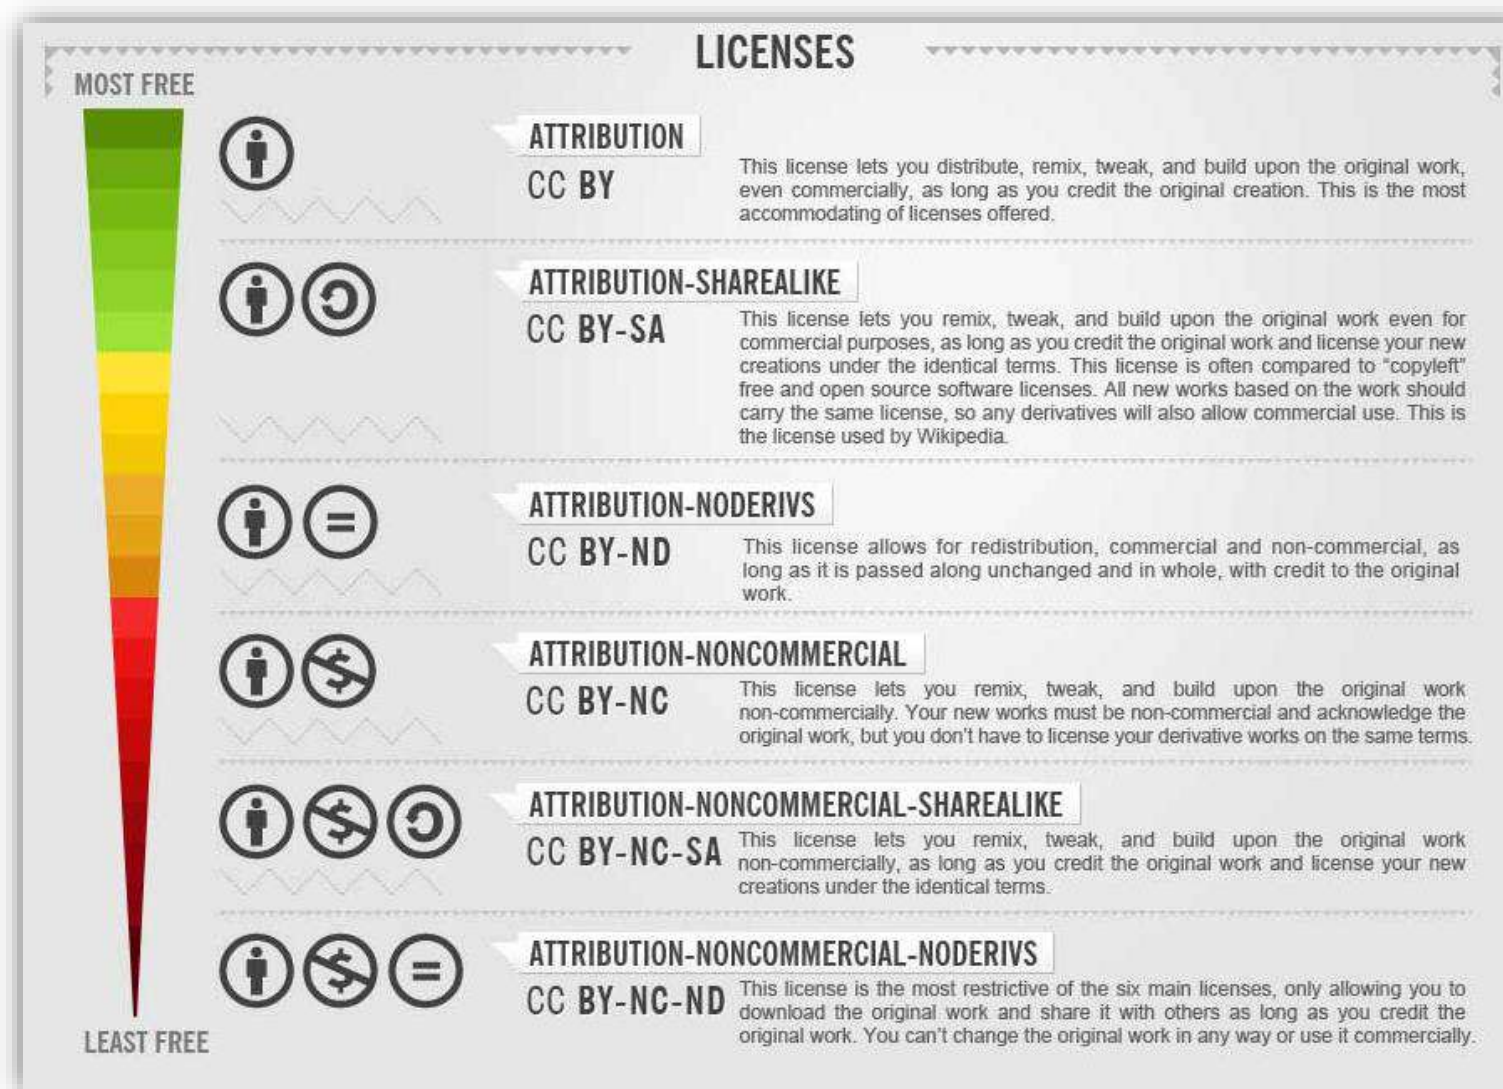 LICENSES
MOST FREE
ATTRIBUTION
CC BY
This license lets you distribute, remix, tweak, and build upon the original work,
even commercially, as long as you credit the original creation. This is the most
accommodating of licenses offered.
ATTRIBUTION-SHAREALIKE
CC BY-SA
This license lets you remix, tweak, and build upon the original work even for
commercial purposes, as long as you credit the original work and license your new
creations under the identical terms. This license is often compared to “copyleft”
free and open source software licenses. All new works based on the work should
carry the same license, so any derivatives will also allow commercial use. This is
the license used by Wikipedia.
ATTRIBUTION-NODERIVS
CC BY-ND
This license allows for redistribution, commercial and non-commercial, as
long as it is passed along unchanged and in whole, with credit to the original
work.
ATTRIBUTION-NONCOMMERCIAL
CC BY-NC
This license lets you remix, tweak, and build upon the original work
non-commercially. Your new works must be non-commercial and acknowledge the
original work, but you don’t have to license your derivative works on the same terms.
ATTRIBUTION-NONCOMMERCIAL-SHAREALIKE
CC BY-NC-SA
This license lets you remix, tweak, and build upon the original work
non-commercially, as long as you credit the original work and license your new
creations under the identical terms.
ATTRIBUTION-NONCOMMERCIAL-NODERIVS
CC BY-NC-ND
This license is the most restrictive of the six main licenses, only allowing you to
download the original work and share it with others as long as you credit the
original work. You can’t change the original work in any way or use it commercially.
LEAST FREE